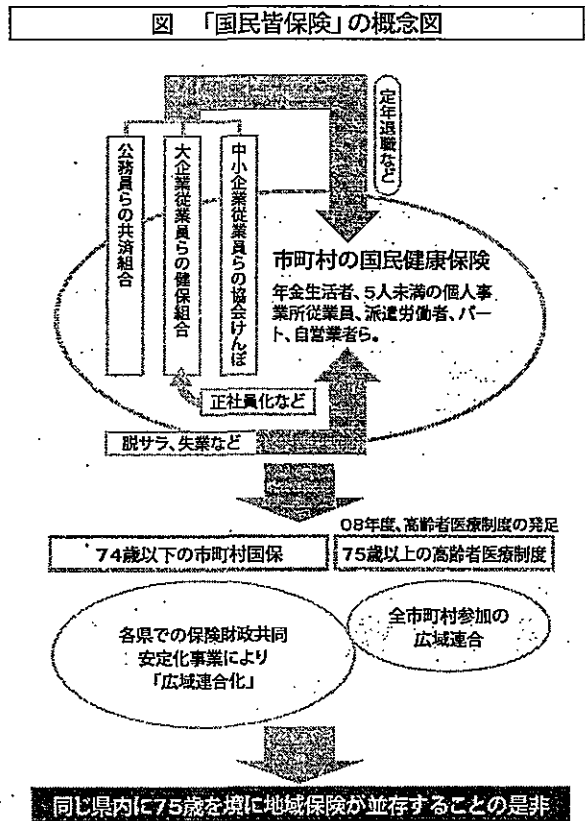 図　「国民皆保険」の概念図
定年退職など
公務員らの共済組合
大企業従業員らの健保組合
中小企業従業員らの協会けんぽ
市町村の国民健康保険
年金生活者、5人未満の個人事
業所従業員、派遣労働者、パー
ト、自営業者ら。
正社員化など
脱サラ、失業など
08年度、高齢者医療制度の発足
74歳以下の市町村国保
75歳以上の高齢者医療制度
各県での保険財政共同
安定化事業により
「広域連合化」
全市町村参加の
広域連合
同じ県内に75歳を境に地域保険が並存することの是非